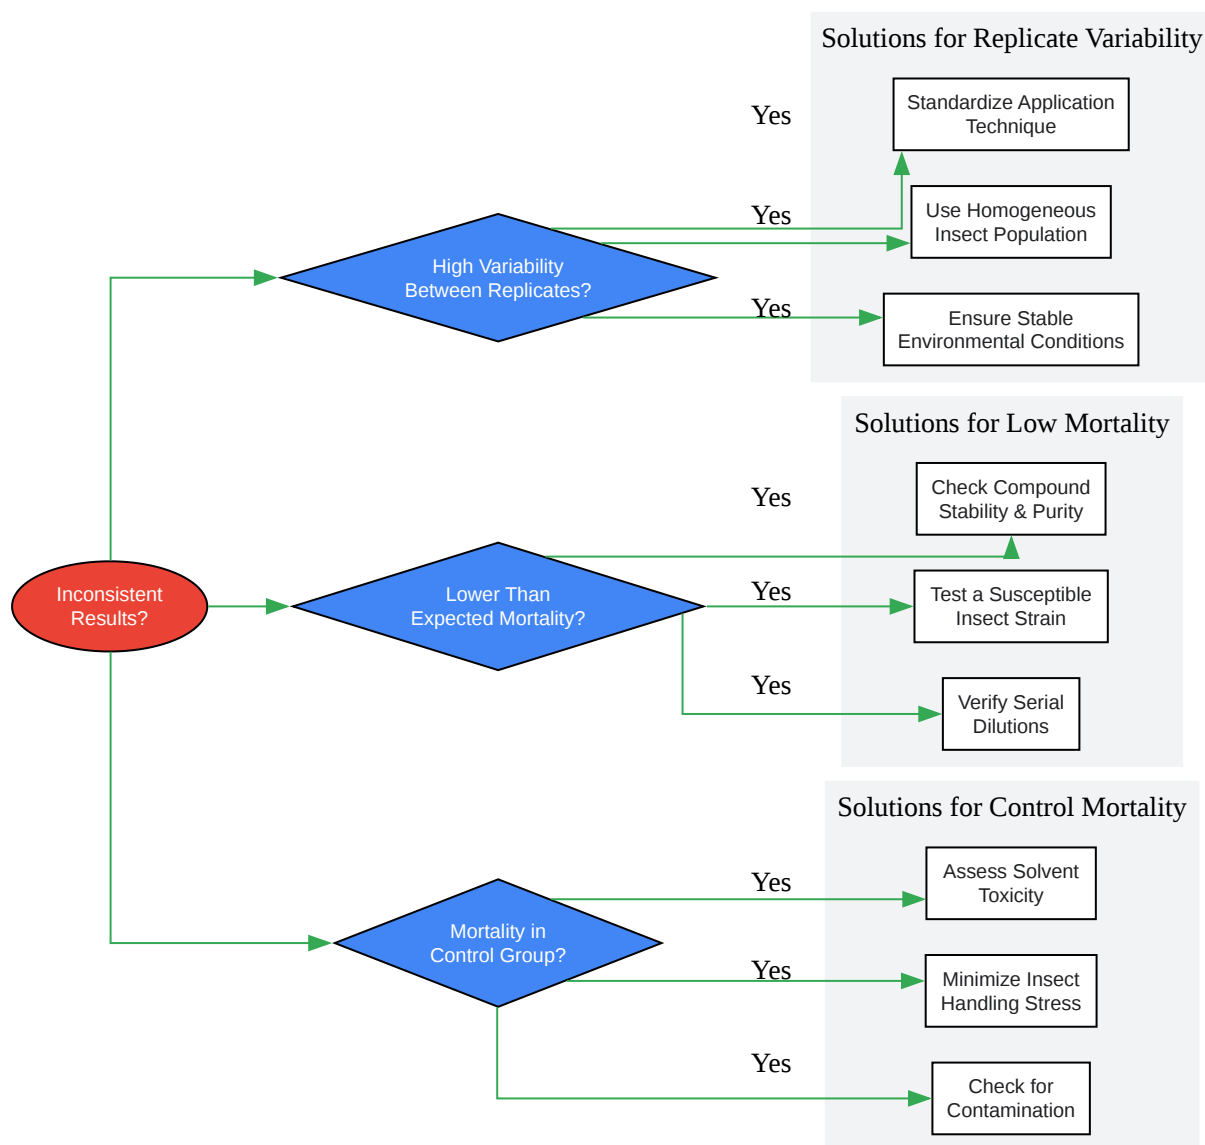 Solutions for Replicate Variability
Yes
Standardize Application
Technique
Yes
Use Homogeneous
Insect Population
High Variability
Between Replicates?
Yes
Ensure Stable
Environmental Conditions
Solutions for Low Mortality
Yes
Check Compound
Stability & Purity
Inconsistent
Results?
Lower Than
Expected Mortality?
Yes
Test a Susceptible
Insect Strain
Yes
Verify Serial
Dilutions
Solutions for Control Mortality
Yes
Assess Solvent
Toxicity
Mortality in
Control Group?
Yes
Minimize Insect
Handling Stress
Yes
Check for
Contamination